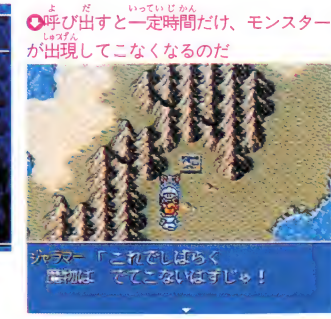 ⬇呼び出すと一定時間だけ、モンスター
が出現してこなくなるのだ
ジャラマー「これでしばらく
魔物は でてこないはずじゃ!